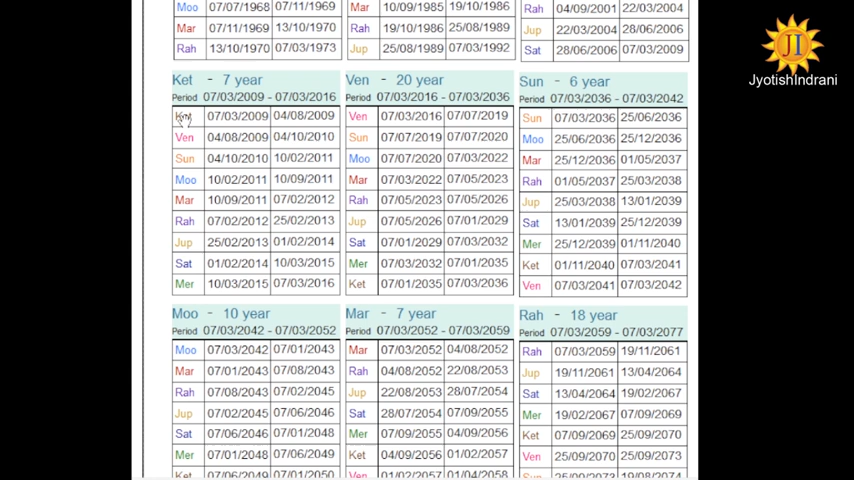 Moo 07/07/1968 07/11/1969
Mar 07/11/1969 13/10/1970
Rah 13/10/1970 07/03/1973
Mar 10/09/1985 19/10/1986
Rah 19/10/1986 25/08/1989
Jup 25/08/1989 07/03/1992
Rah 04/09/2001 22/03/2004
Jup 22/03/2004 28/06/2006
Sat 28/06/2006 07/03/2009
JI
JyotishIndrani
Ket - 7 year
Period 07/03/2009 - 07/03/2016
07/03/2009 04/08/2009
Ven 04/08/2009 04/10/2010
Sun 04/10/2010 10/02/2011
Moo 10/02/2011 10/09/2011
Mar 10/09/2011 07/02/2012
Rah 07/02/2012 25/02/2013
Jup 25/02/2013 01/02/2014
Sat 01/02/2014 10/03/2015
Mer 10/03/2015 07/03/2016
Ven - 20 year
Period 07/03/2016 - 07/03/2036
Ven 07/03/2016 07/07/2019
Sun 07/07/2019 07/07/2020
Moo 07/07/2020 07/03/2022
Mar 07/03/2022 07/05/2023
Rah 07/05/2023 07/05/2026
Jup 07/05/2026 07/01/2029
Sat 07/01/2029 07/03/2032
Mer 07/03/2032 07/01/2035
Ket 07/01/2035 07/03/2036
Sun - 6 year
Period 07/03/2036 - 07/03/2042
Sun 07/03/2036 25/06/2036
Moo 25/06/2036 25/12/2036
Mar 25/12/2036 01/05/2037
Rah 01/05/2037 25/03/2038
Jup 25/03/2038 13/01/2039
Sat 13/01/2039 25/12/2039
Mer 25/12/2039 01/11/2040
Ket 01/11/2040 07/03/2041
Ven 07/03/2041 07/03/2042
Moo - 10 year
Period 07/03/2042 - 07/03/2052
Moo 07/03/2042 07/01/2043
Mar 07/01/2043 07/08/2043
Rah 07/08/2043 07/02/2045
Jup 07/02/2045 07/06/2046
Sat 07/06/2046 07/01/2048
Mer 07/01/2048 07/06/2049
Ket 07/06/2049 07/01/2050
Mar - 7 year
Period 07/03/2052 - 07/03/2059
Mar 07/03/2052 04/08/2052
Rah 04/08/2052 22/08/2053
Jup 22/08/2053 28/07/2054
Sat 28/07/2054 07/09/2055
Mer 07/09/2055 04/09/2056
Ket 04/09/2056 01/02/2057
Ven 01/02/2057 01/04/2058
Rah - 18 year
Period 07/03/2059 - 07/03/2077
Rah 07/03/2059 19/11/2061
Jup 19/11/2061 13/04/2064
Sat 13/04/2064 19/02/2067
Mer 19/02/2067 07/09/2069
Ket 07/09/2069 25/09/2070
Ven 25/09/2070 25/09/2073
Sun 25/09/2073 19/08/2074